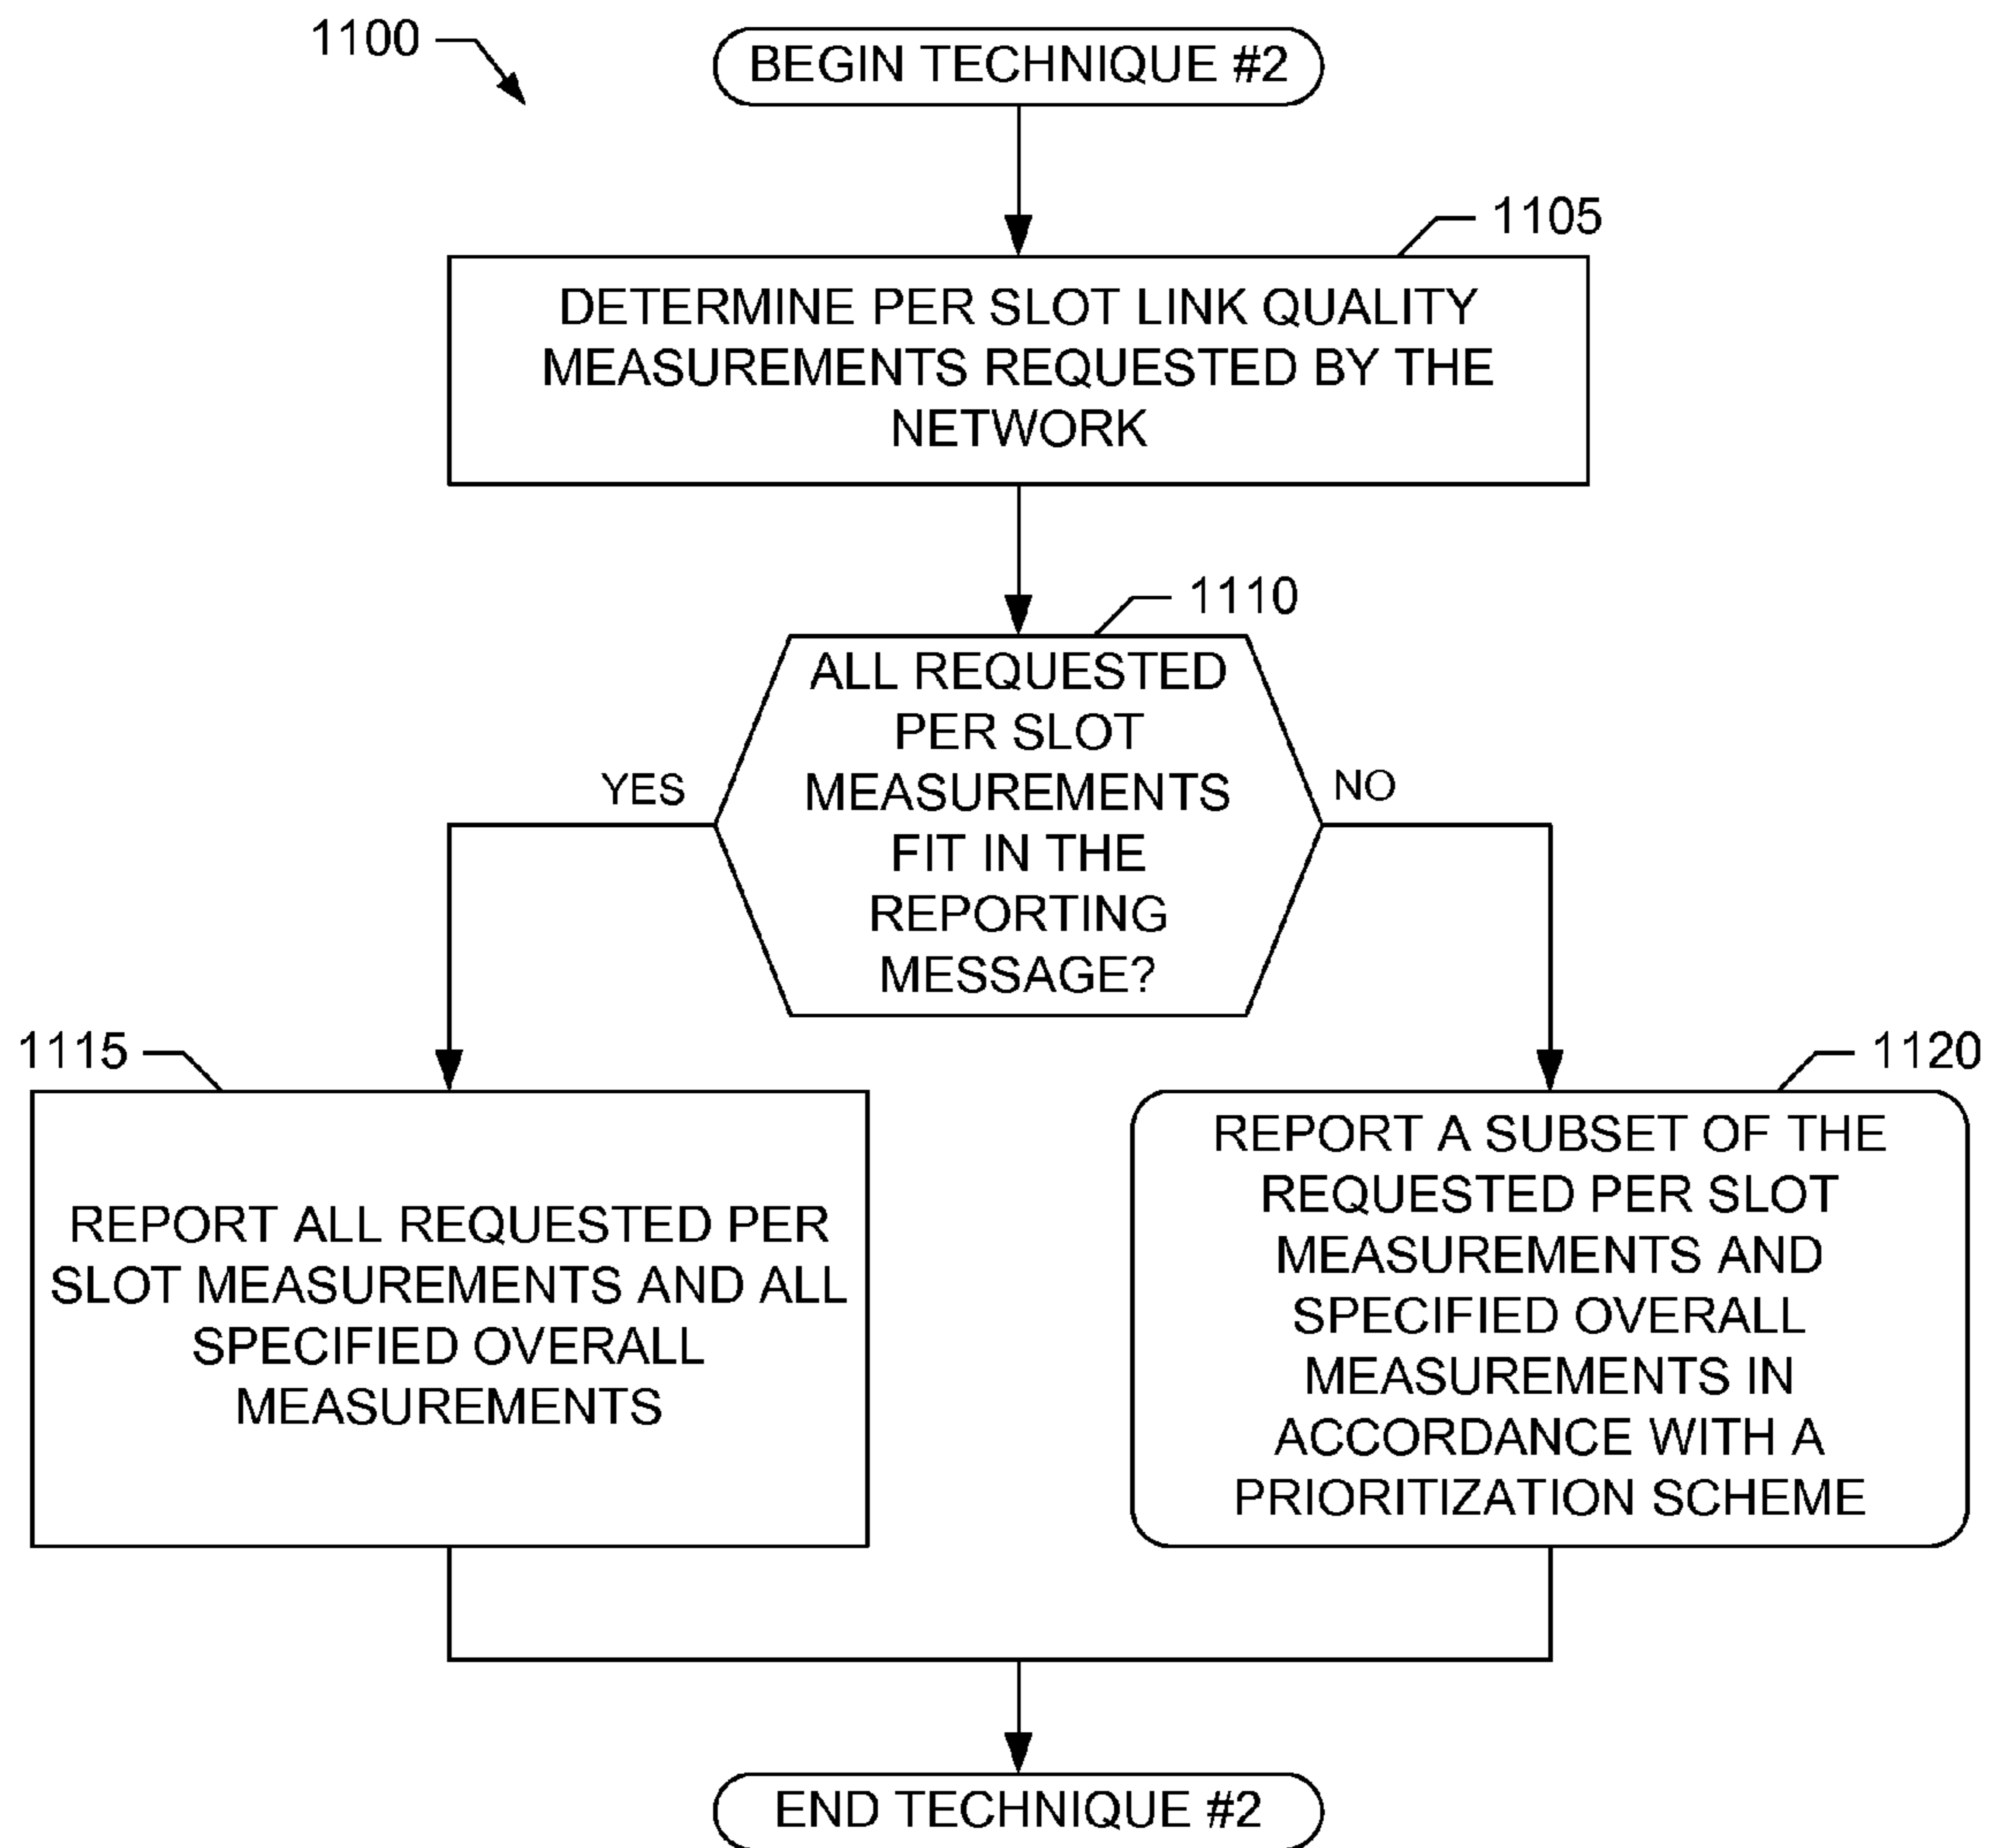 1100
BEGIN TECHNIQUE #2
1105
DETERMINE PER SLOT LINK QUALITY
MEASUREMENTS REQUESTED BY THE
NETWORK
1110
ALL REQUESTED
PER SLOT
MEASUREMENTS
FIT IN THE
REPORTING
MESSAGE?
YES
NO
1115
REPORT ALL REQUESTED PER
SLOT MEASUREMENTS AND ALL
SPECIFIED OVERALL
MEASUREMENTS
1120
REPORT A SUBSET OF THE
REQUESTED PER SLOT
MEASUREMENTS AND
SPECIFIED OVERALL
MEASUREMENTS IN
ACCORDANCE WITH A
PRIORITIZATION SCHEME
END TECHNIQUE #2